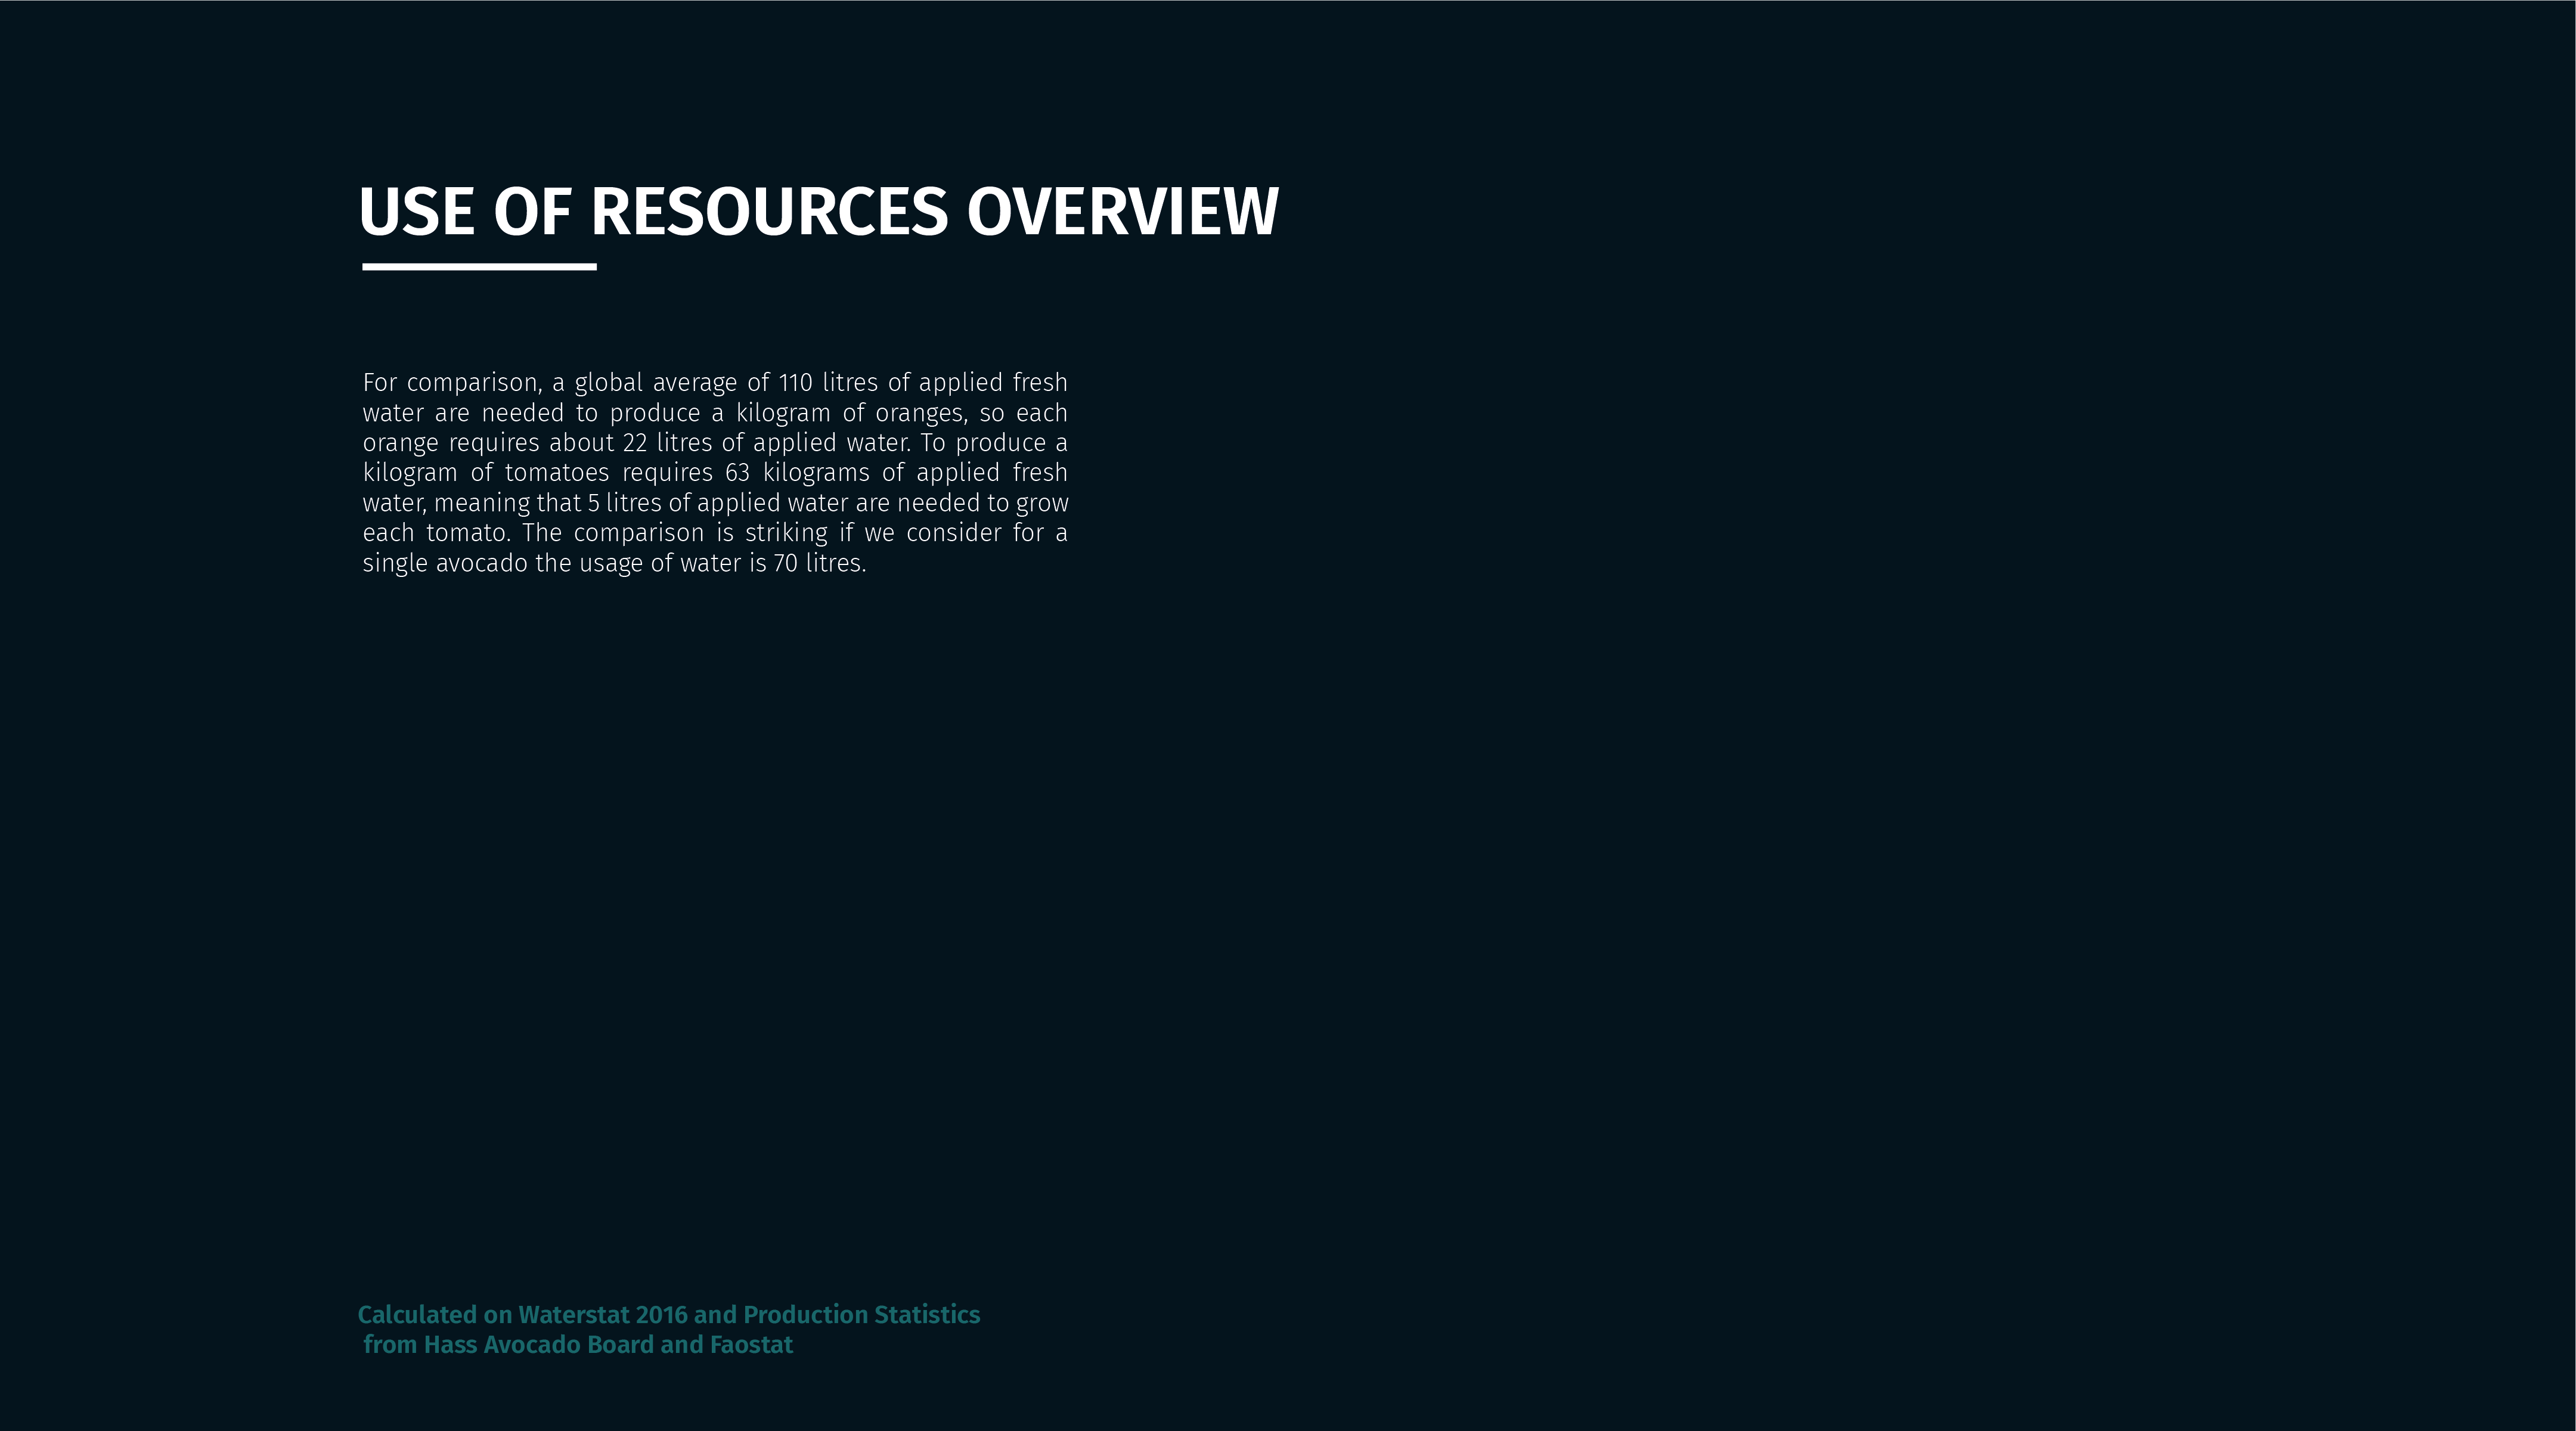 USE OF RESOURCES OVERVIEW
For comparison, a global average of 110 litres of applied fresh
water are needed to produce a kilogram of oranges, so each
orange requires about 22 litres of applied water. To produce a
kilogram of tomatoes requires 63 kilograms of applied fresh
water, meaning that 5 litres of applied water are needed to grow
each tomato. The comparison is striking if we consider for a
single avocado the usage of water is 70 litres.
Calculated on Waterstat 2016 and Production Statistics
from Hass Avocado Board and Faostat